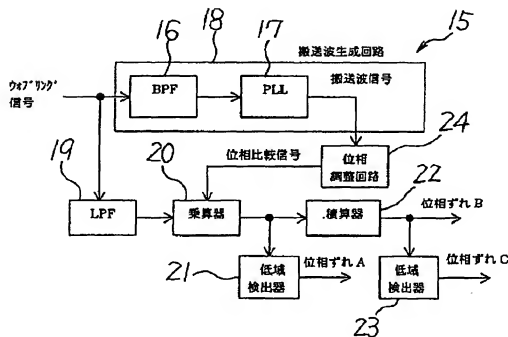 16
18
17
搬送波生成回路
15
ウォブリング
信号
BPF
PLL
搬送波信号
24
位相比較信号
位相
調整回路
19
20
22
LPF
乗算器
積算器
位相ずれ B
21
低域
検出器
位相ずれ A
低域
検出器
位相ずれ C
23